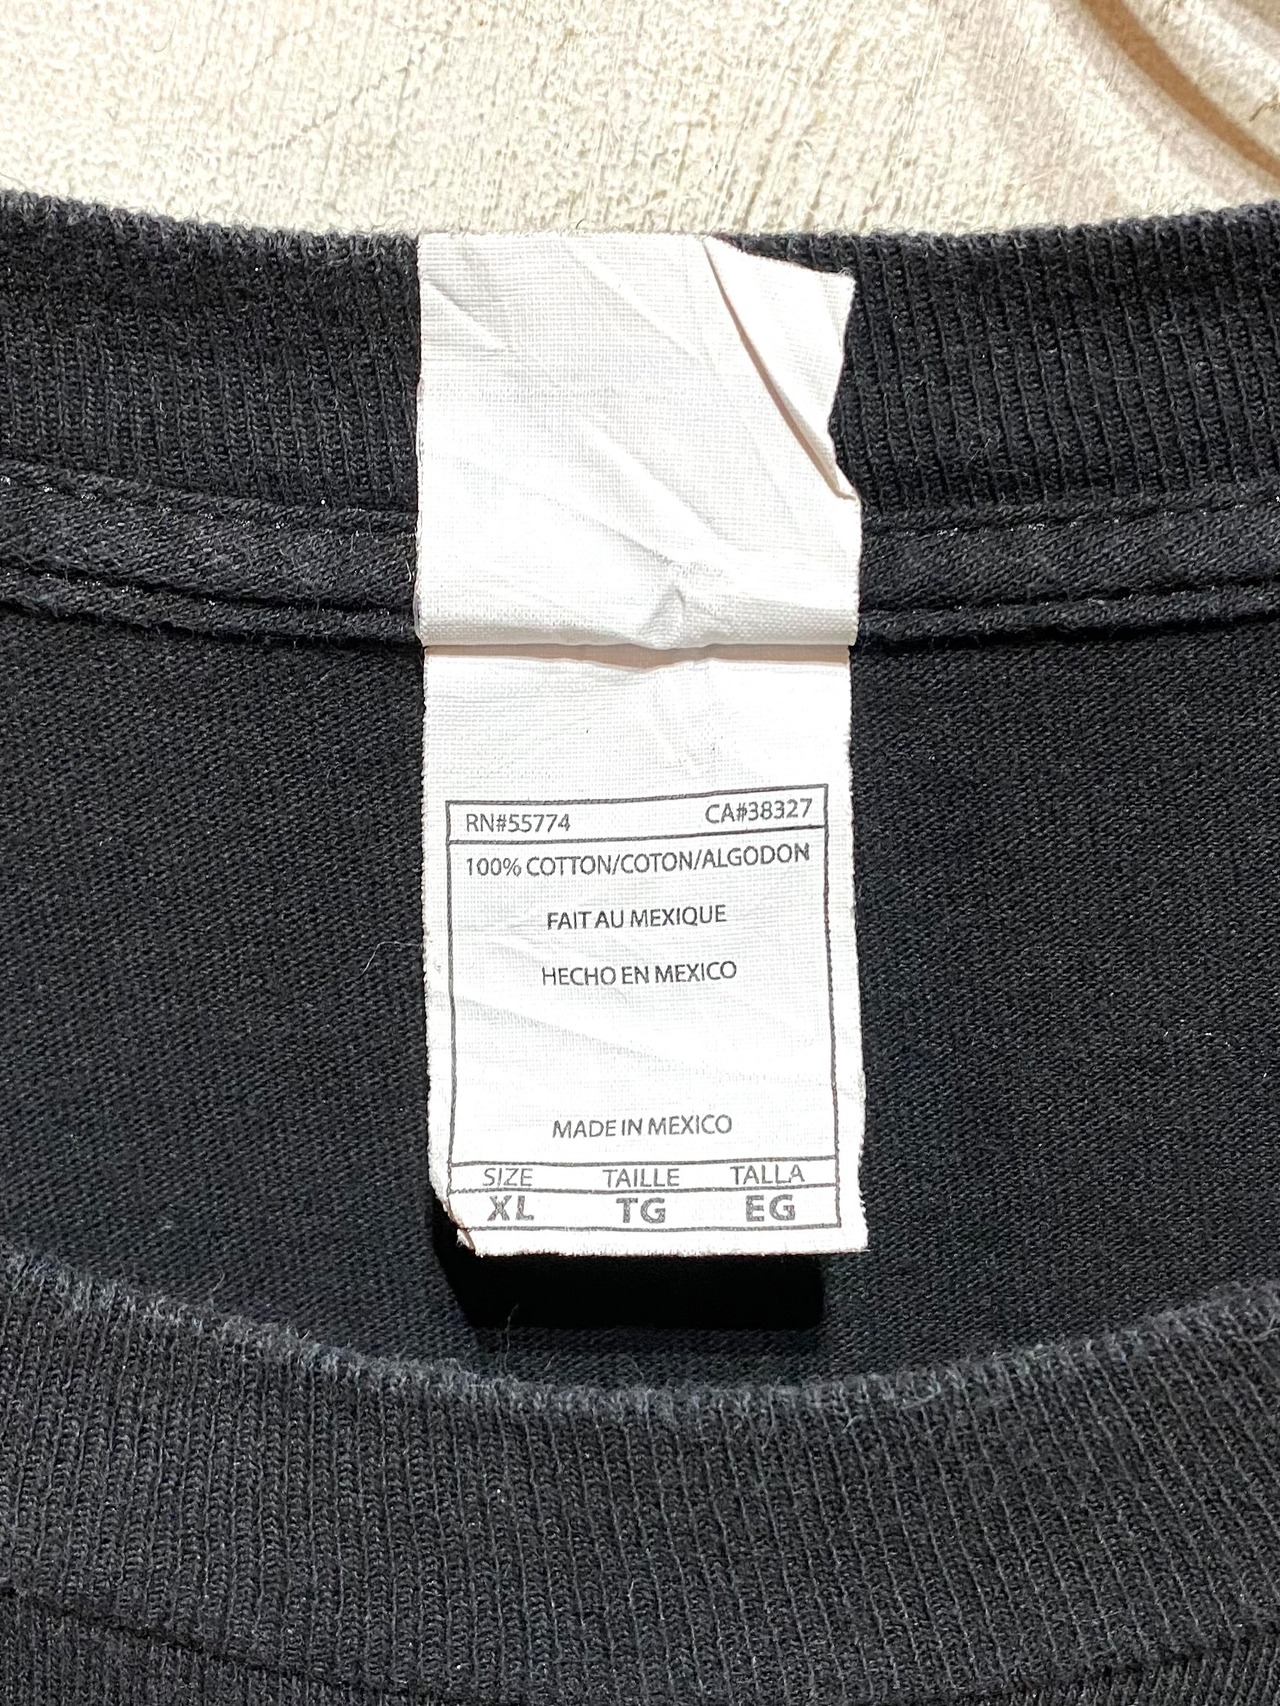 RN#55774 CA#38327
100% COTTON/COTON/ALGODON
FAIT AU MEXIQUE
HECHO EN MEXICO
MADE IN MEXICO
SIZE TAILLE TALLA
XL TG EG